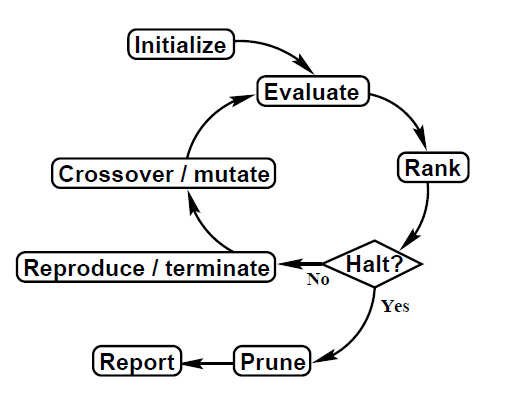 Initialize
Evaluate
Rank
Crossover / mutate
Halt?
Reproduce / terminate
No
Yes
Report
Prune